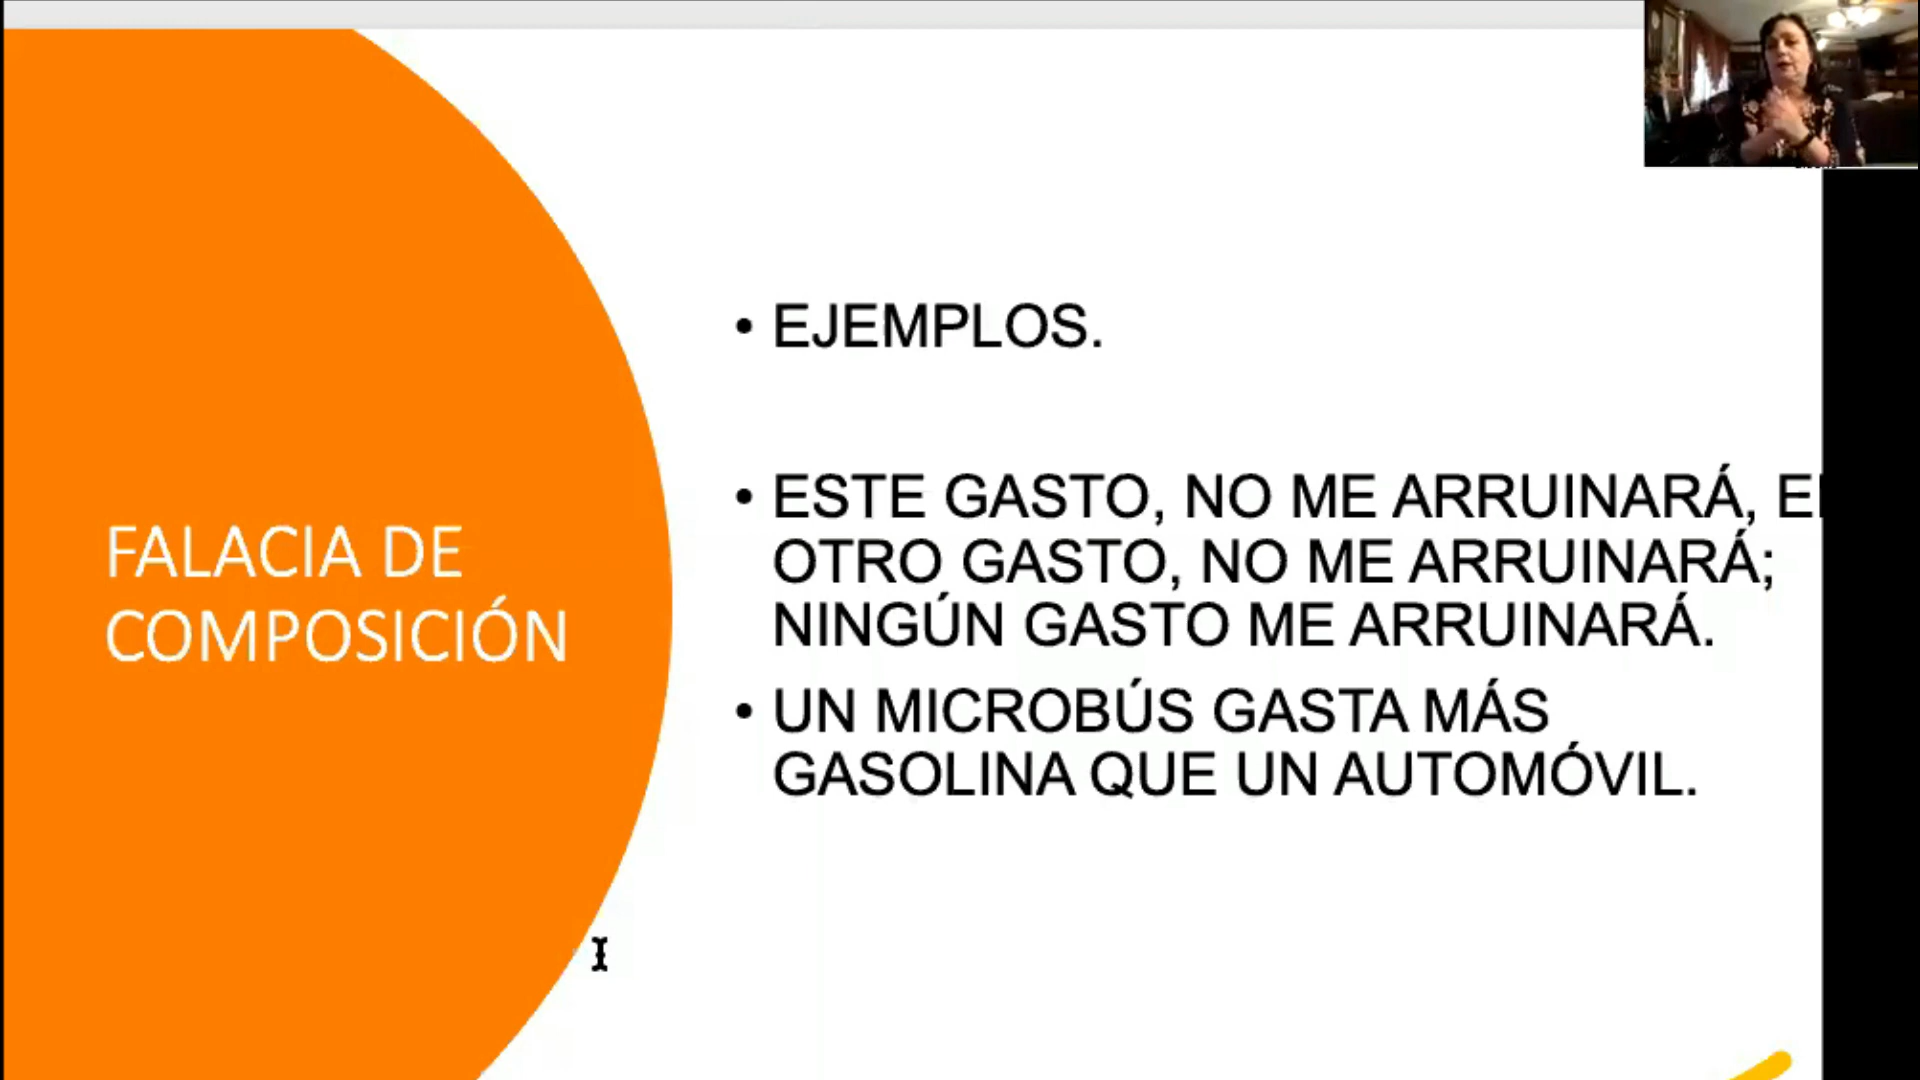 FALACIA DE
COMPOSICIÓN
• EJEMPLOS.
• ESTE GASTO, NO ME ARRUINARÁ,
OTRO GASTO, NO ME ARRUINARÁ;
NINGÚN GASTO ME ARRUINARÁ.
• UN MICROBÚS GASTA MÁS
GASOLINA QUE UN AUTOMÓVIL.